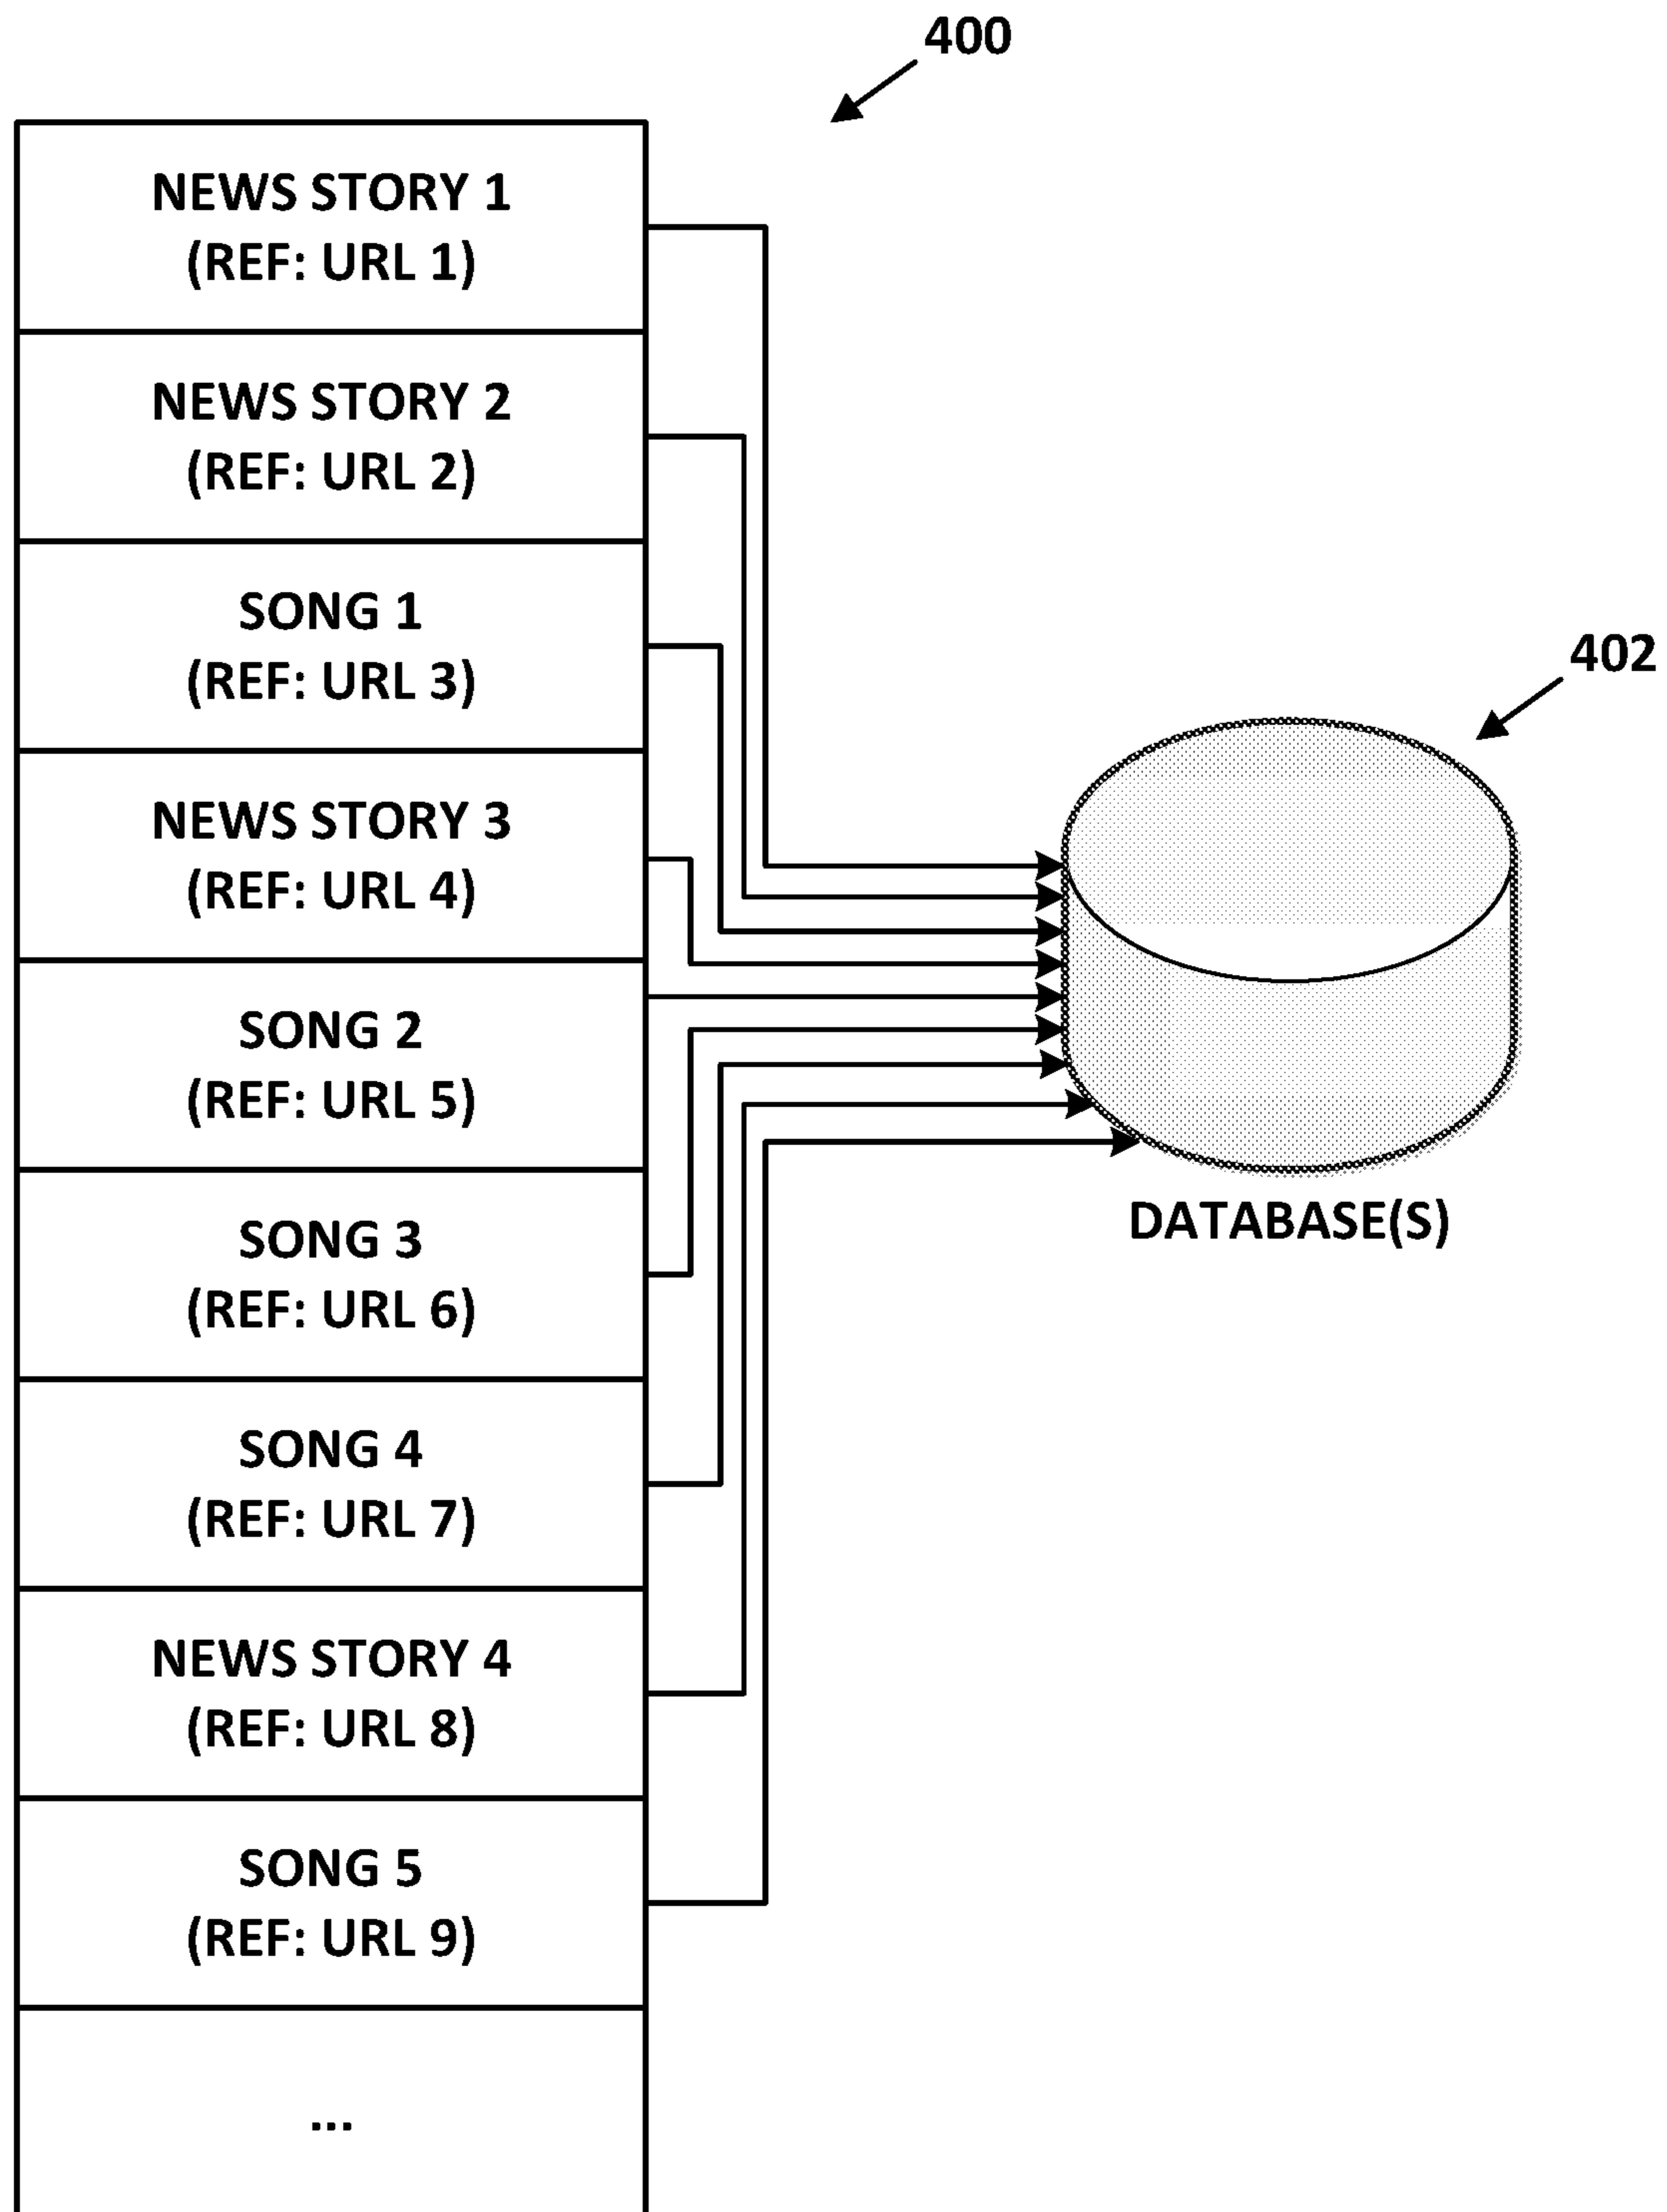 400
NEWS STORY 1
(REF: URL 1)
NEWS STORY 2
(REF: URL 2)
SONG 1
(REF: URL 3)
402
NEWS STORY 3
(REF: URL 4)
SONG 2
(REF: URL 5)
DATABASE(S)
SONG 3
(REF: URL 6)
SONG 4
(REF: URL 7)
NEWS STORY 4
(REF: URL 8)
SONG 5
(REF: URL 9)
...